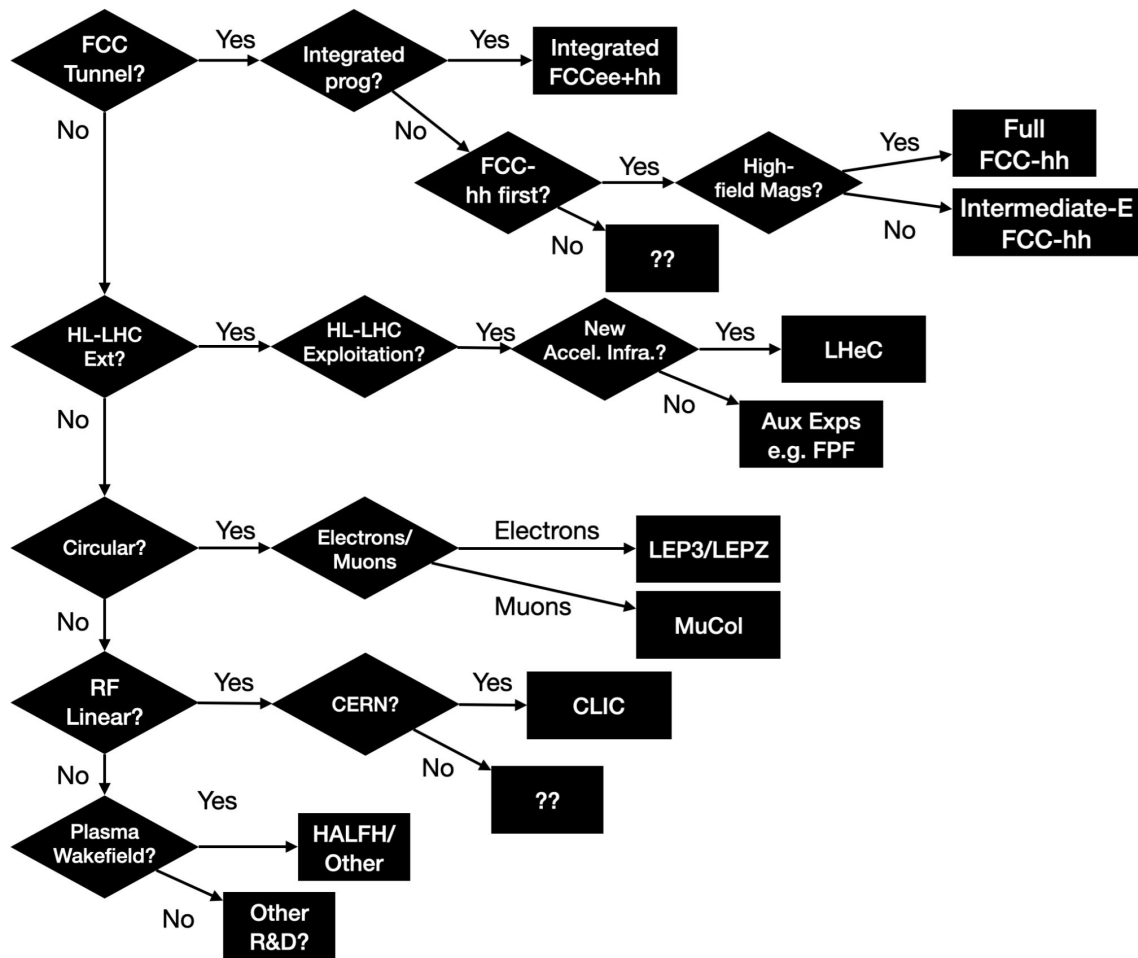 FCC
Tunnel?
Yes
Integrated
prog?
Yes
Integrated
FCCee+hh
No
No
FCC-
hh first?
Yes
High-
field Mags?
Yes
Full
FCC-hh
No
Intermediate-E
FCC-hh
No
??
HL-LHC
Ext?
Yes
HL-LHC
Exploitation?
Yes
New
Accel. Infra.?
Yes
LHeC
No
No
Aux Exps
e.g. FPF
Circular?
Yes
Electrons/
Muons
Electrons
LEP3/LEPZ
Muons
MuCol
No
RF
Linear?
Yes
CERN?
Yes
CLIC
No
No
??
Plasma
Wakefield?
Yes
HALFH/
Other
No
Other
R&D?